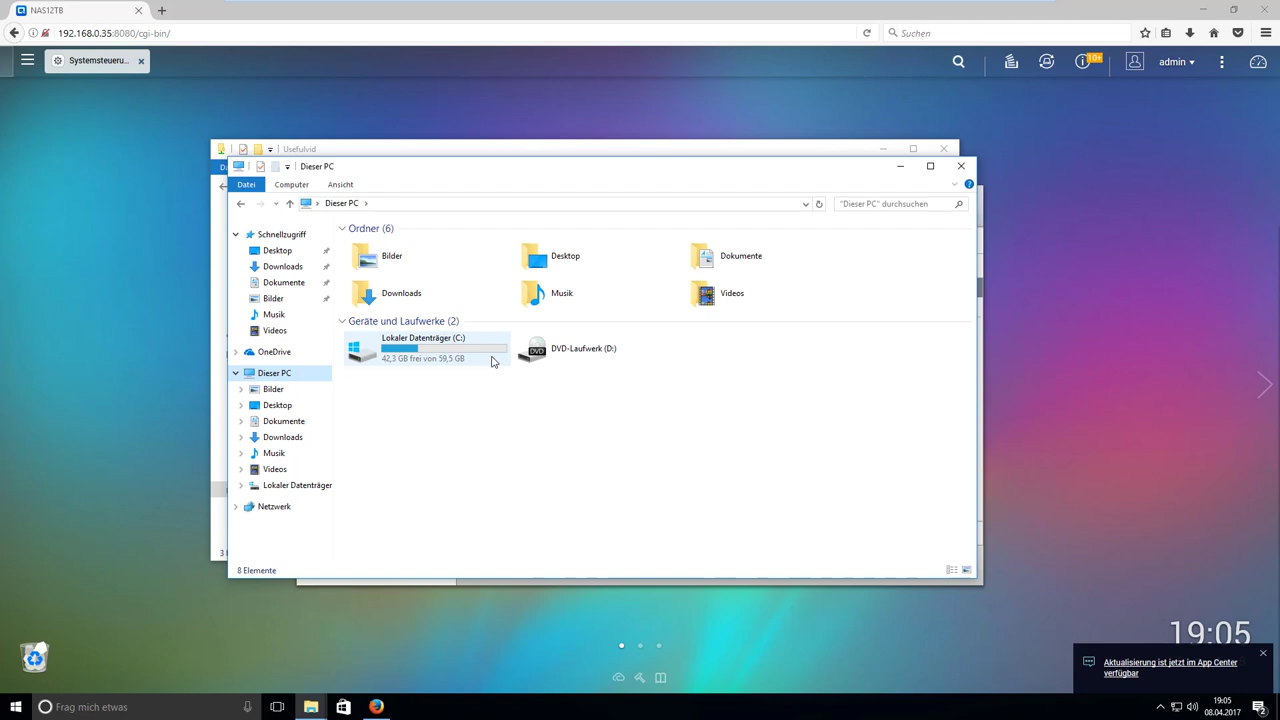 NAS12TB
192.168.0.35:8080/cgi-bin/
Suchen
Systemsteueru...
10+
admin
Usefulvid
Dieser PC
Datei
Computer
Ansicht
Dieser PC
"Dieser PC" durchsuchen
Schnellzugriff
Desktop
Downloads
Dokumente
Bilder
Musik
Videos
OneDrive
Dieser PC
Bilder
Desktop
Dokumente
Downloads
Musik
Videos
Lokaler Datenträger
Netzwerk
Ordner (6)
Bilder
Desktop
Dokumente
Downloads
Musik
Videos
Geräte und Laufwerke (2)
Lokaler Datenträger (C:)
42,3 GB frei von 59,5 GB
DVD
DVD-Laufwerk (D:)
8 Elemente
19:05
Aktualisierung ist jetzt im App Center
verfügbar
Frag mich etwas
19:05
08.04.2017
2